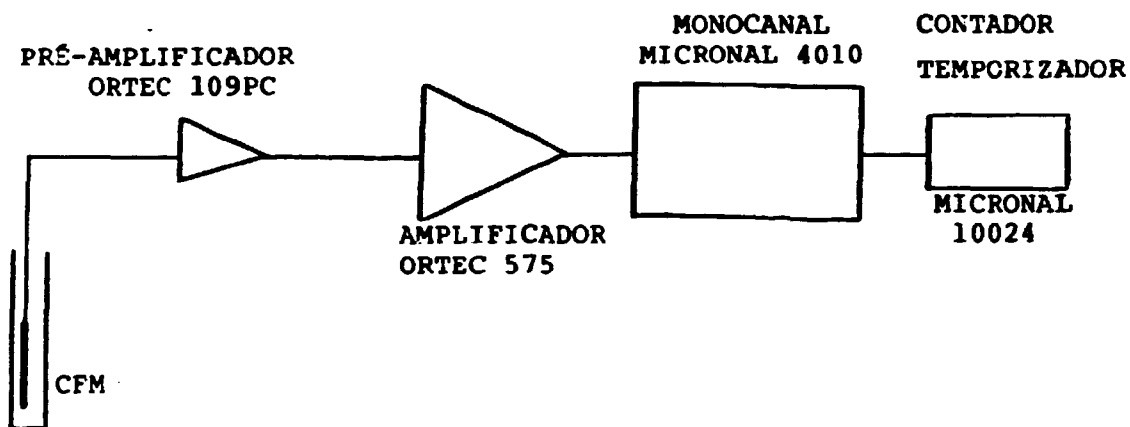 PRÉ-AMPLIFICADOR
ORTEC 109PC
AMPLIFICADOR
ORTEC 575
MONOCANAL
MICRONAL 4010
CONTADOR
TEMPORIZADOR
MICRONAL
10024
CFM